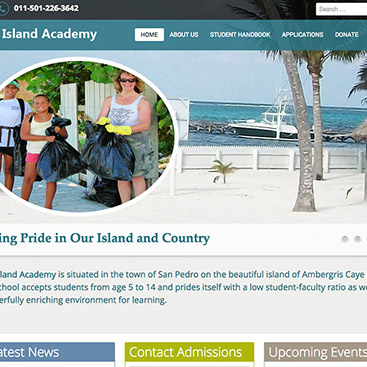 011-501-226-3642
Search ...
Island Academy
HOME ABOUT US STUDENT HANDBOOK APPLICATIONS DONATE
ing Pride in Our Island and Country
land Academy is situated in the town of San Pedro on the beautiful island of Ambergris Caye
chool accepts students from age 5 to 14 and prides itself with a low student-faculty ratio as we
erfully enriching environment for learning.
atest News
Contact Admissions
Upcoming Events